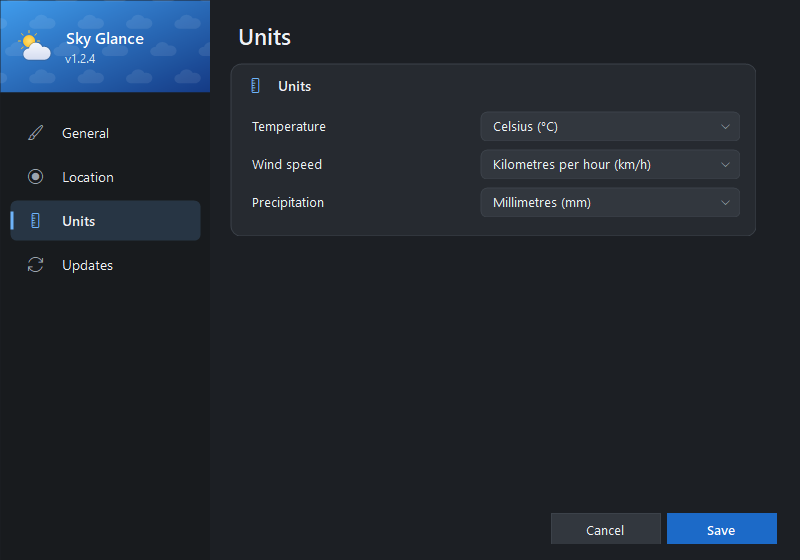 Sky Glance
v1.2.4
General
Location
Units
Updates
Units
Units
Temperature
Celsius (°C)
Wind speed
Kilometres per hour (km/h)
Precipitation
Millimetres (mm)
Cancel
Save